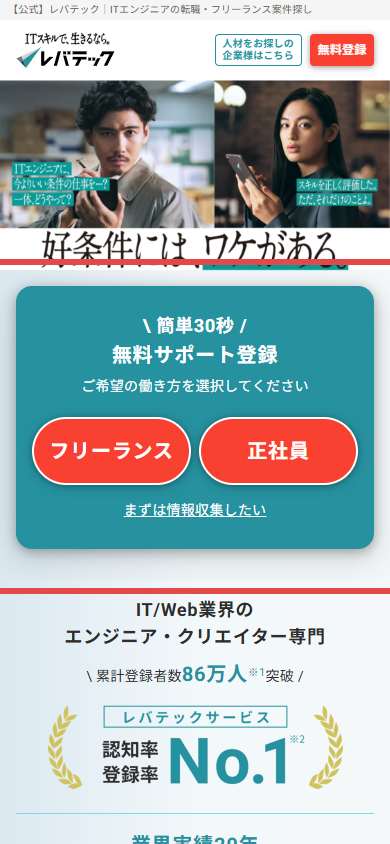 【公式】レバテック｜ITエンジニアの転職・フリーランス案件探し
ITスキルで、生きるなら。
レバテック
人材をお探しの
企業様はこちら
無料登録
ITエンジニアに、
今よりいい条件の仕事を…?
一体、どうやって?
スキルを正しく評価した。
ただ、それだけのことよ。
好条件には、ワケがある。
\ 簡単30秒 /
無料サポート登録
ご希望の働き方を選択してください
フリーランス
正社員
まずは情報収集したい
IT/Web業界の
エンジニア・クリエイター専門
\ 累計登録者数86万人※1突破 /
レバテックサービス
認知率
登録率
No.1※2
業界実績20年